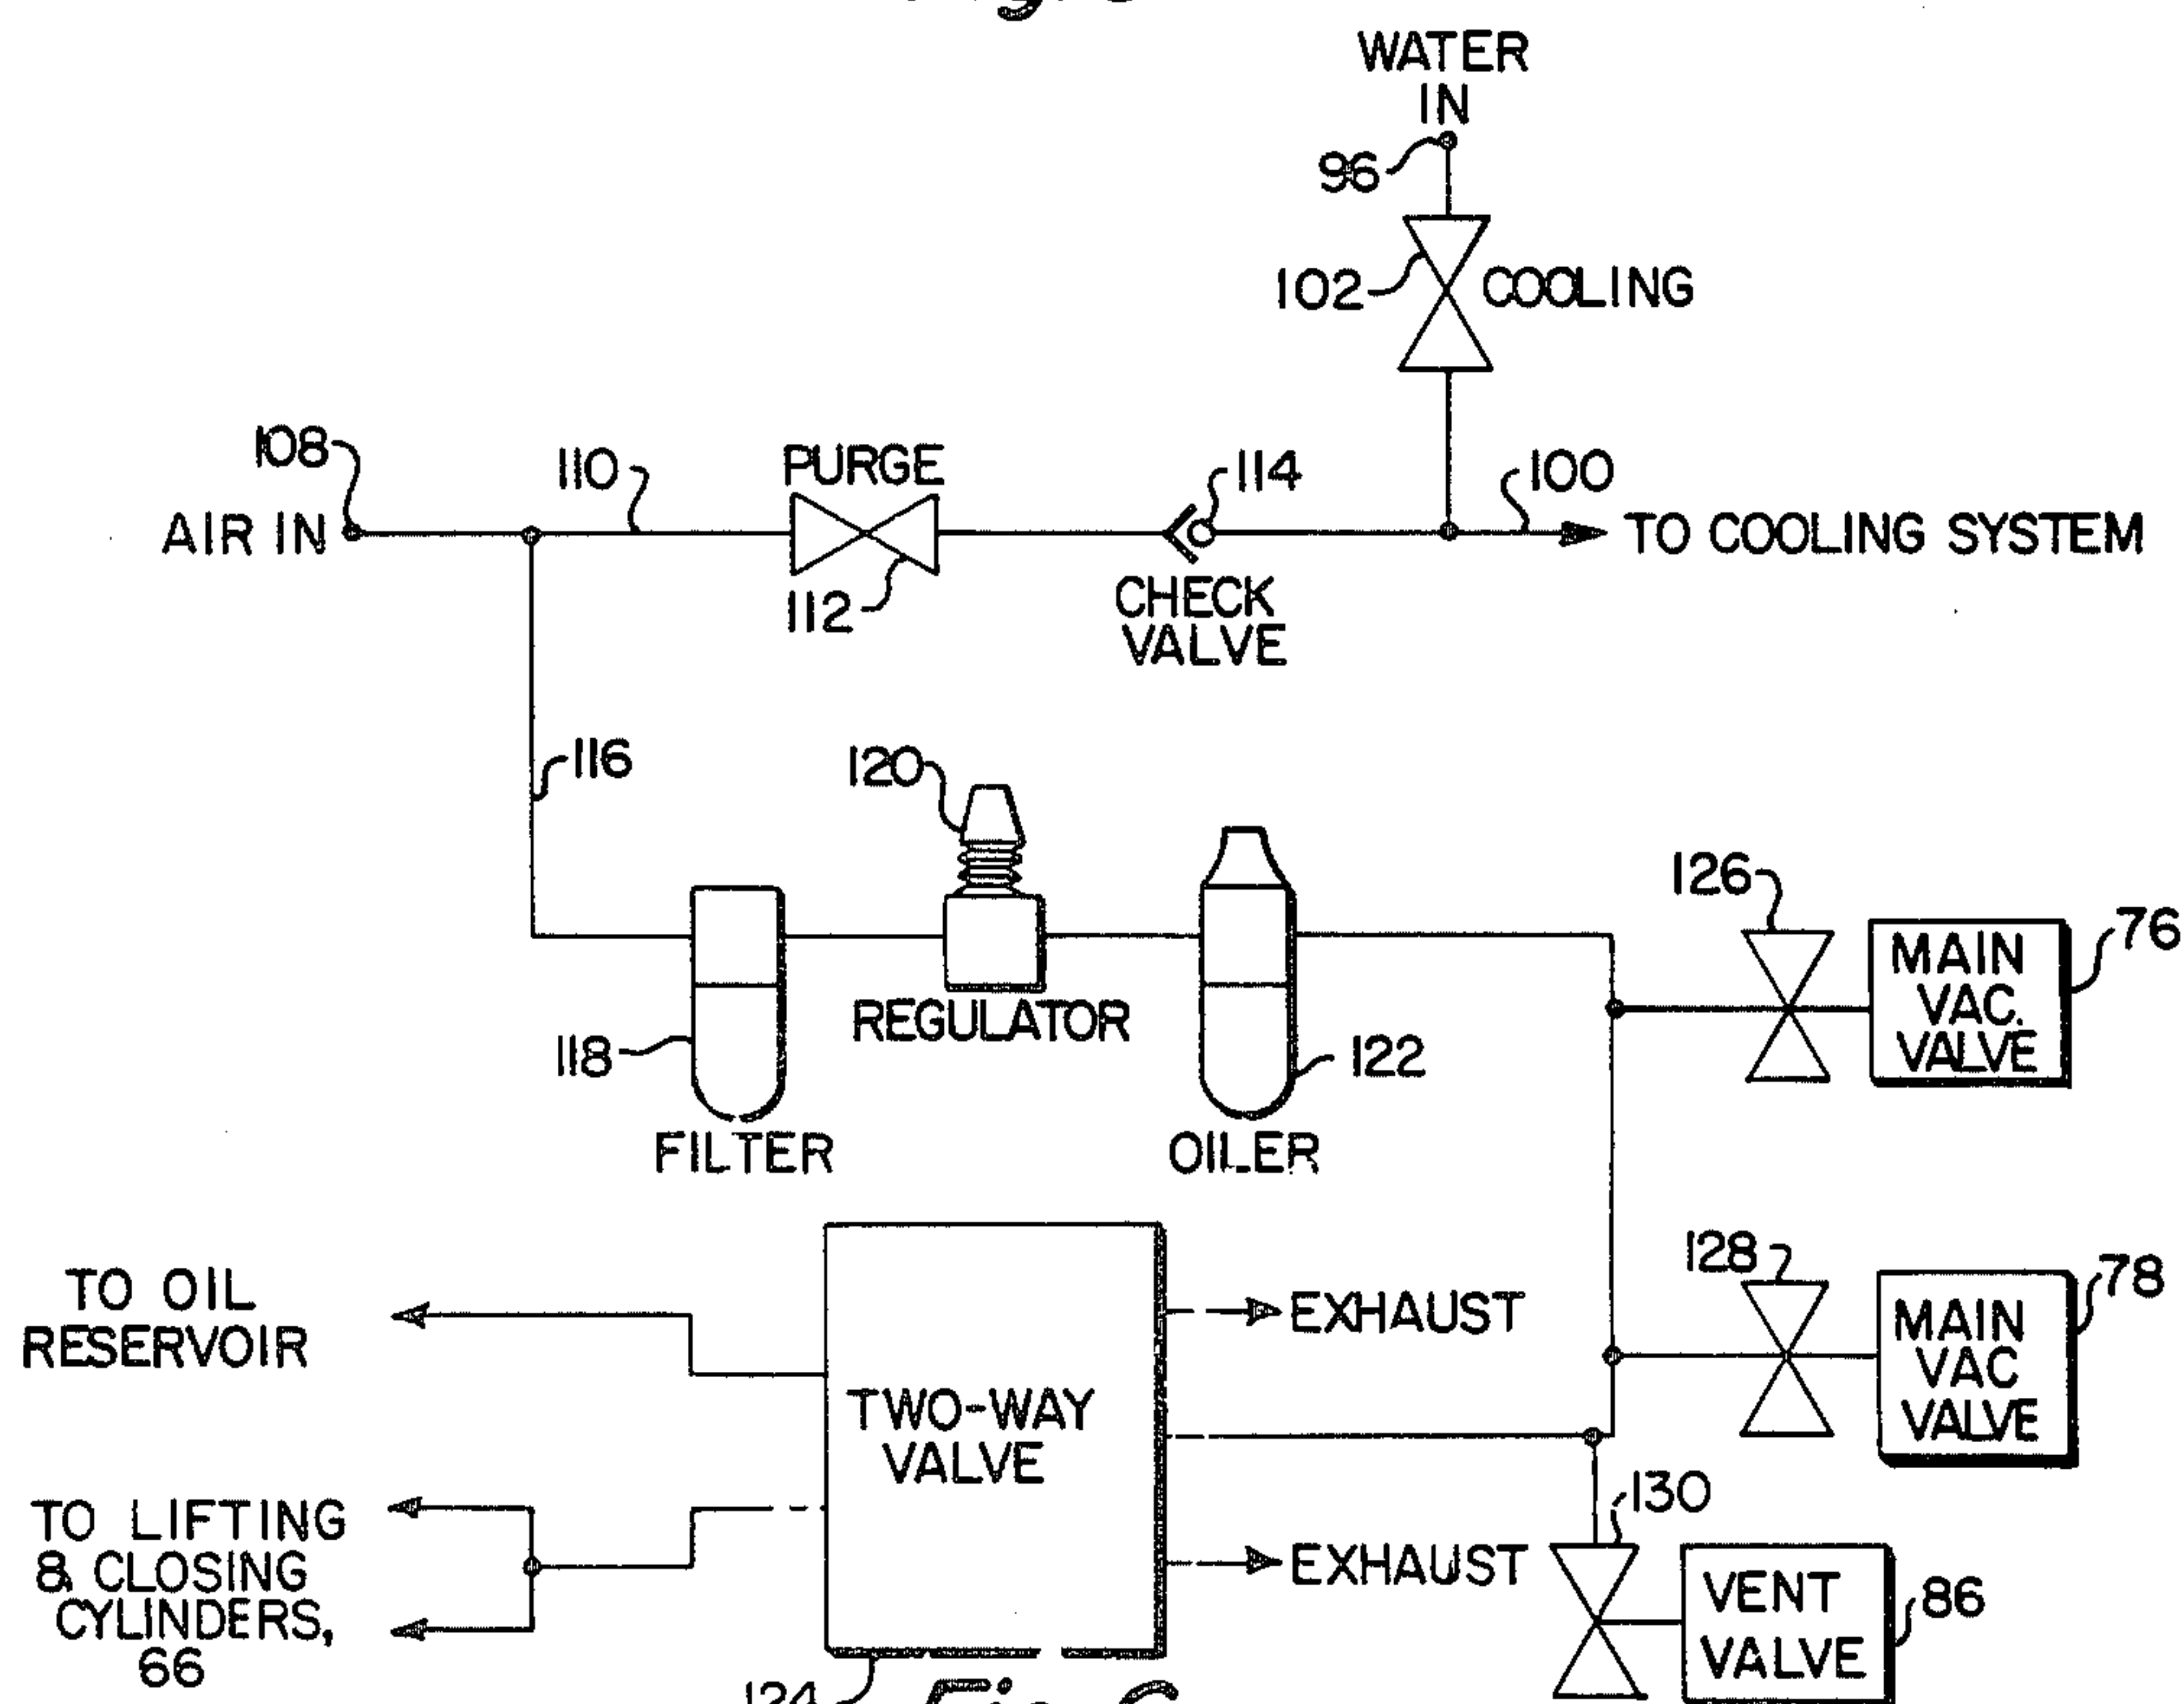 WATER
IN
96
102
COOLING
108
110
PURGE
114
100
AIR IN
TO COOLING SYSTEM
112
CHECK
VALVE
116
120
126
76
MAIN
VAC.
VALVE
REGULATOR
118
122
FILTER
OILER
128
78
TO OIL
RESERVOIR
EXHAUST
MAIN
VAC
VALVE
TWO-WAY
VALVE
130
TO LIFTING
& CLOSING
CYLINDERS,
66
EXHAUST
VENT
VALVE
86
124